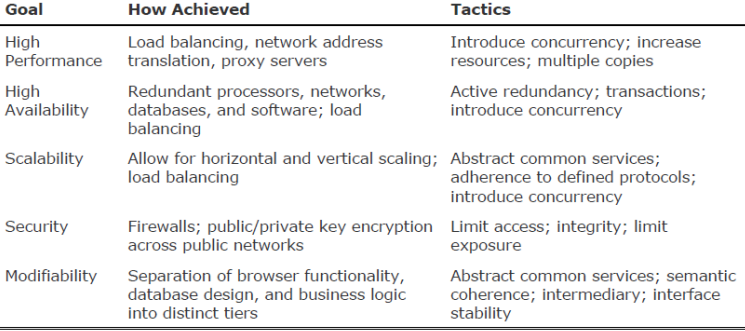 Goal How Achieved Tactics
High Load balancing, network address Introduce concurrency; increase
Performance translation, proxy servers resources; multiple copies
High Redundant processors, networks, Active redundancy; transactions;
Availability databases, and software; load introduce concurrency
balancing
Scalability Allow for horizontal and vertical scaling; Abstract common services;
load balancing adherence to defined protocols;
introduce concurrency
Security Firewalls; public/private key encryption Limit access; integrity; limit
across public networks exposure
Modifiability Separation of browser functionality, Abstract common services; semantic
database design, and business logic coherence; intermediary; interface
into distinct tiers stability